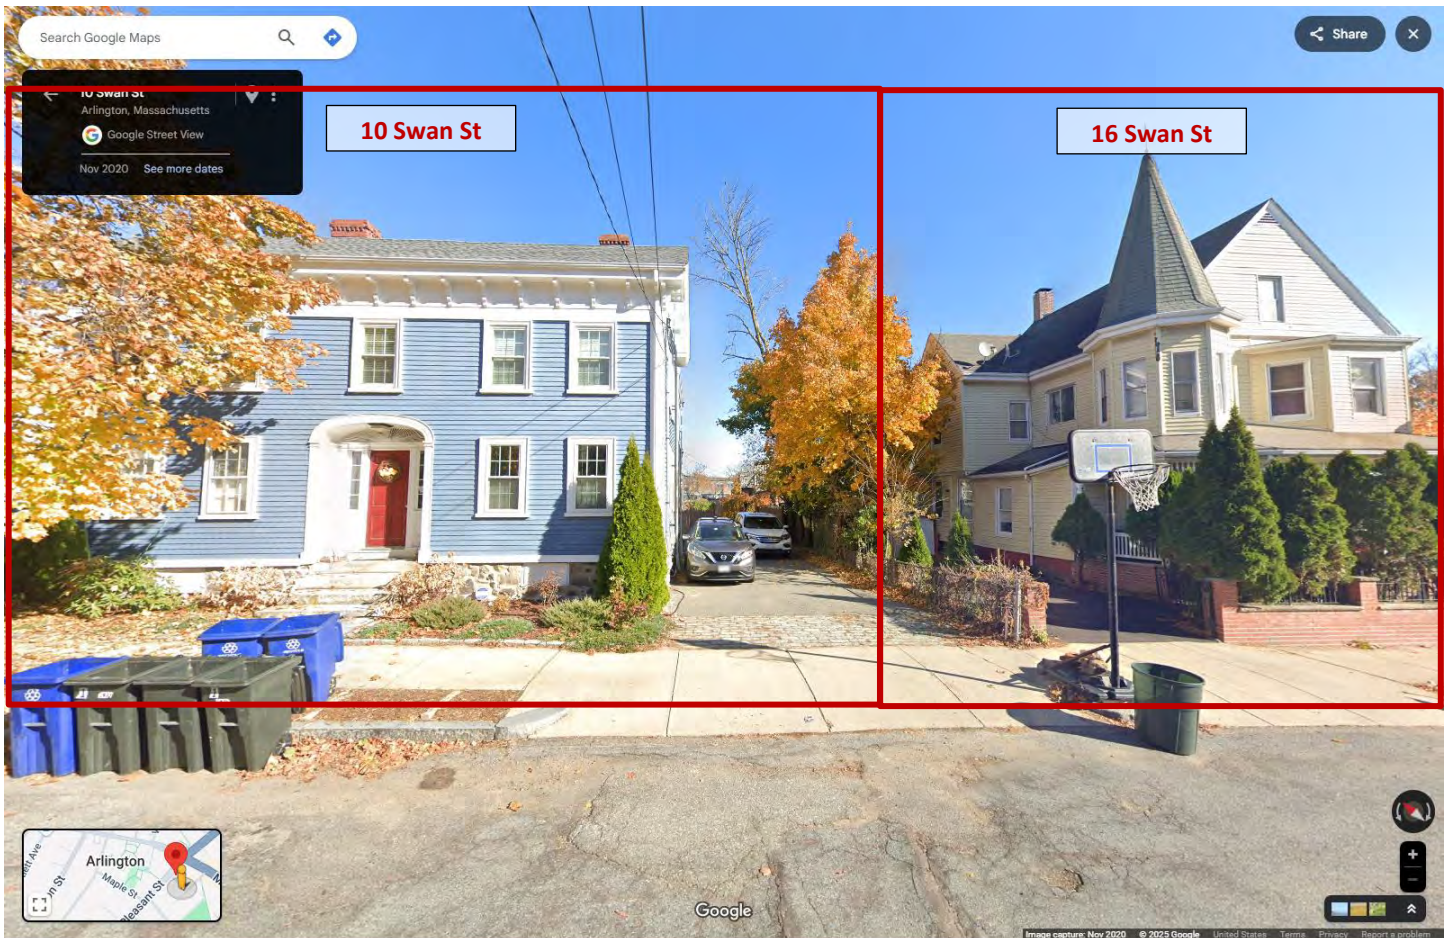 Search Google Maps
Share
10 Swan St
Arlington, Massachusetts
Google Street View
Nov 2020 See more dates
10 Swan St
16 Swan St
Arlington
Maple St
Pleasant St
Google
Image capture: Nov 2020 © 2025 Google United States Terms Privacy Report a problem